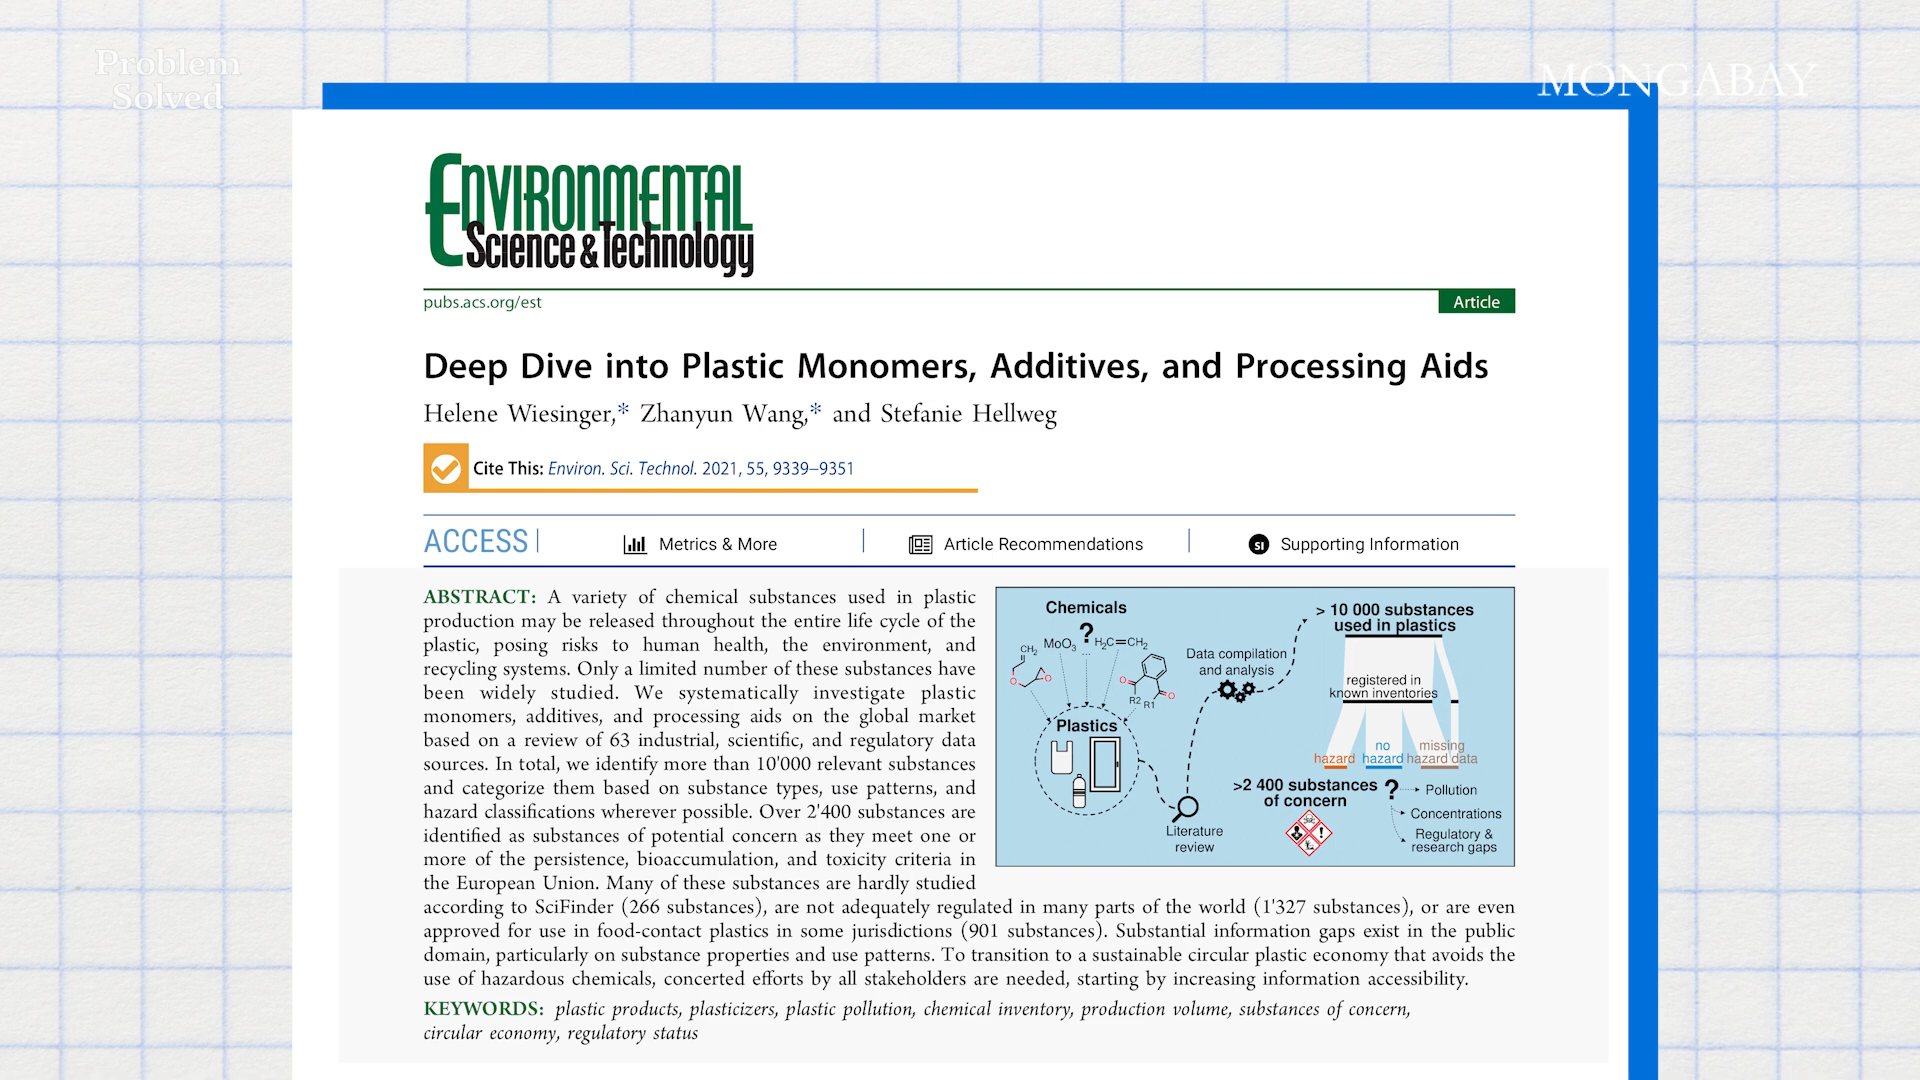 Problem
Solved
MONGABAY
ENVIRONMENTAL
Science & Technology
pubs.acs.org/est
Article
Deep Dive into Plastic Monomers, Additives, and Processing Aids
Helene Wiesinger,* Zhanyun Wang,* and Stefanie Hellweg
Cite This: Environ. Sci. Technol. 2021, 55, 9339–9351
ACCESS
Metrics & More
Article Recommendations
SI Supporting Information
ABSTRACT: A variety of chemical substances used in plastic
production may be released throughout the entire life cycle of the
plastic, posing risks to human health, the environment, and
recycling systems. Only a limited number of these substances have
been widely studied. We systematically investigate plastic
monomers, additives, and processing aids on the global market
based on a review of 63 industrial, scientific, and regulatory data
sources. In total, we identify more than 10'000 relevant substances
and categorize them based on substance types, use patterns, and
hazard classifications wherever possible. Over 2'400 substances are
identified as substances of potential concern as they meet one or
more of the persistence, bioaccumulation, and toxicity criteria in
the European Union. Many of these substances are hardly studied
according to SciFinder (266 substances), are not adequately regulated in many parts of the world (1'327 substances), or are even
approved for use in food-contact plastics in some jurisdictions (901 substances). Substantial information gaps exist in the public
domain, particularly on substance properties and use patterns. To transition to a sustainable circular plastic economy that avoids the
use of hazardous chemicals, concerted efforts by all stakeholders are needed, starting by increasing information accessibility.
KEYWORDS: plastic products, plasticizers, plastic pollution, chemical inventory, production volume, substances of concern,
circular economy, regulatory status
Chemicals
?
CH₂
MoO₃
...
H₂C=CH₂
O
O
O
O
R2
R1
Plastics
Literature
review
Data compilation
and analysis
> 10 000 substances
used in plastics
registered in
known inventories
hazard
no
hazard
missing
hazard data
>2 400 substances
of concern
?
Pollution
Concentrations
Regulatory &
research gaps